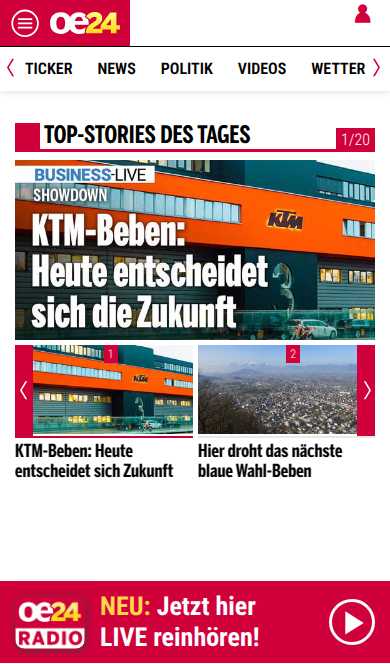 oe24
TICKER NEWS POLITIK VIDEOS WETTER
TOP-STORIES DES TAGES
1/20
BUSINESS-LIVE
SHOWDOWN
KTM
KTM-Beben:
Heute entscheidet
sich die Zukunft
1
KTM
2
KTM-Beben: Heute
entscheidet sich Zukunft
Hier droht das nächste
blaue Wahl-Beben
oe24
RADIO
NEU: Jetzt hier
LIVE reinhören!